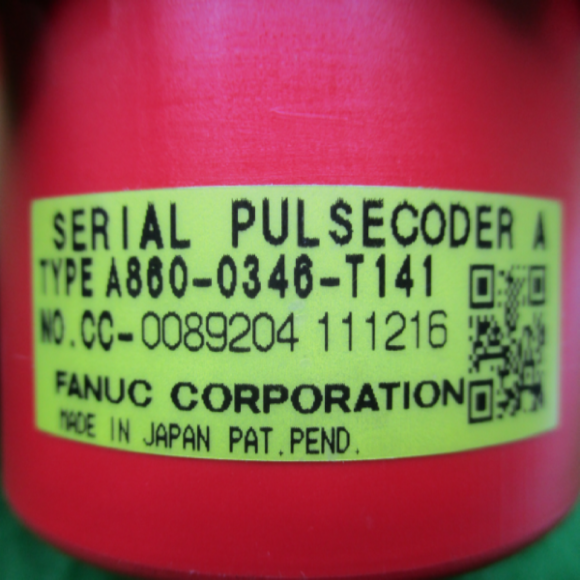 SERIAL PULSECODER A
TYPE A860-0346-T141
NO.CC-0089204 111216
FANUC CORPORATION
MADE IN JAPAN PAT.PEND.